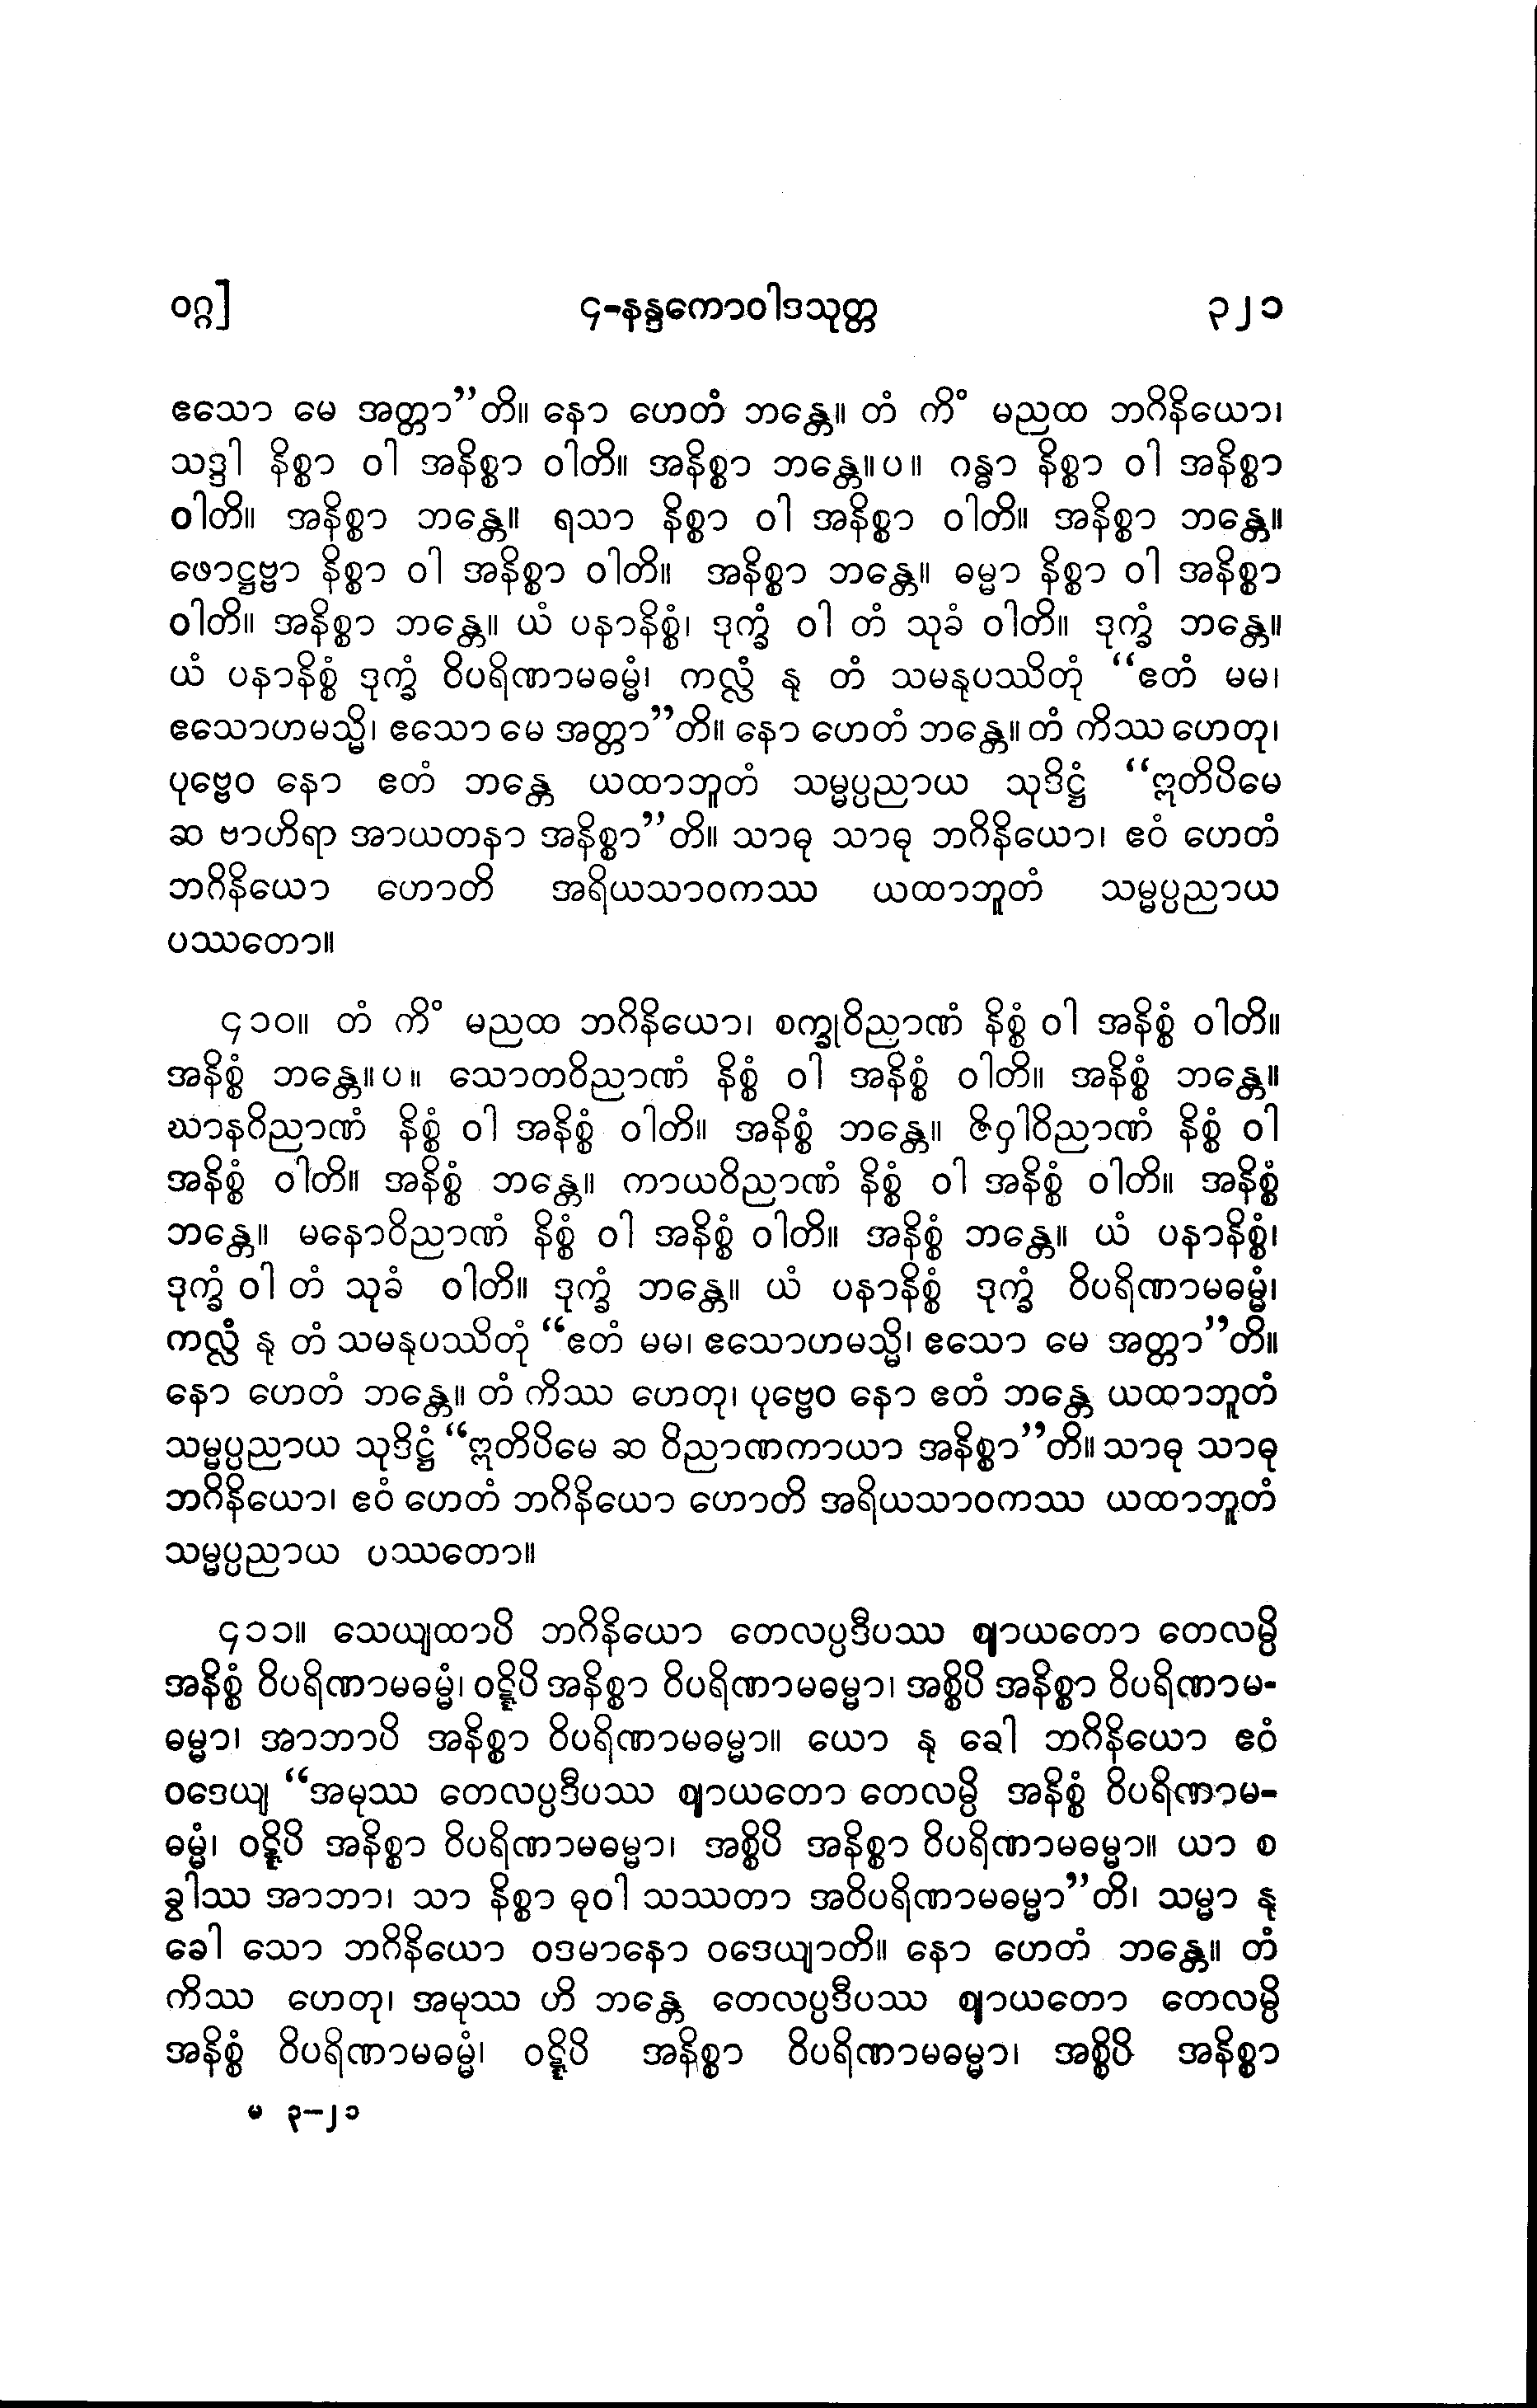 ဝဂ္ဂ]
၄-နန္ဒကောဝါဒသုတ္တ
၃၂၁
ဧသော မေ အတ္တာ”တိ။ နော ဟေတံ ဘန္တေ။ တံ ကိံ မညထ ဘဂိနိယော၊
သဒ္ဒါ နိစ္စာ ဝါ အနိစ္စာ ဝါတိ။ အနိစ္စာ ဘန္တေ။ပ။ ဂန္ဓာ နိစ္စာ ဝါ အနိစ္စာ
ဝါတိ။ အနိစ္စာ ဘန္တေ။ ရသာ နိစ္စာ ဝါ အနိစ္စာ ဝါတိ။ အနိစ္စာ ဘန္တေ။
ဖောဋ္ဌဗ္ဗာ နိစ္စာ ဝါ အနိစ္စာ ဝါတိ။ အနိစ္စာ ဘန္တေ။ ဓမ္မာ နိစ္စာ ဝါ အနိစ္စာ
ဝါတိ။ အနိစ္စာ ဘန္တေ။ ယံ ပနာနိစ္စံ၊ ဒုက္ခံ ဝါ တံ သုခံ ဝါတိ။ ဒုက္ခံ ဘန္တေ။
ယံ ပနာနိစ္စံ ဒုက္ခံ ဝိပရိဏာမဓမ္မံ၊ ကလ္လံ နု တံ သမနုပဿိတုံ “ဧတံ မမ၊
ဧသောဟမသ္မိ၊ ဧသော မေ အတ္တာ”တိ။ နော ဟေတံ ဘန္တေ။ တံ ကိဿ ဟေတု၊
ပုဗ္ဗေဝ နော ဧတံ ဘန္တေ ယထာဘူတံ သမ္မပ္ပညာယ သုဒိဋ္ဌံ “ဣတိပိမေ
ဆ ဗာဟိရာ အာယတနာ အနိစ္စာ”တိ။ သာဓု သာဓု ဘဂိနိယော၊ ဧဝံ ဟေတံ
ဘဂိနိယော ဟောတိ အရိယသာဝကဿ ယထာဘူတံ သမ္မပ္ပညာယ
ပဿတော။
၄၁၀။ တံ ကိံ မညထ ဘဂိနိယော၊ စက္ခုဝိညာဏံ နိစ္စံ ဝါ အနိစ္စံ ဝါတိ။
အနိစ္စံ ဘန္တေ။ပ။ သောတဝိညာဏံ နိစ္စံ ဝါ အနိစ္စံ ဝါတိ။ အနိစ္စံ ဘန္တေ။
ဃာနဝိညာဏံ နိစ္စံ ဝါ အနိစ္စံ ဝါတိ။ အနိစ္စံ ဘန္တေ။ ဇိဝှါဝိညာဏံ နိစ္စံ ဝါ
အနိစ္စံ ဝါတိ။ အနိစ္စံ ဘန္တေ။ ကာယဝိညာဏံ နိစ္စံ ဝါ အနိစ္စံ ဝါတိ။ အနိစ္စံ
ဘန္တေ။ မနောဝိညာဏံ နိစ္စံ ဝါ အနိစ္စံ ဝါတိ။ အနိစ္စံ ဘန္တေ။ ယံ ပနာနိစ္စံ၊
ဒုက္ခံ ဝါ တံ သုခံ ဝါတိ။ ဒုက္ခံ ဘန္တေ။ ယံ ပနာနိစ္စံ ဒုက္ခံ ဝိပရိဏာမဓမ္မံ၊
ကလ္လံ နု တံ သမနုပဿိတုံ “ဧတံ မမ၊ ဧသောဟမသ္မိ၊ ဧသော မေ အတ္တာ”တိ။
နော ဟေတံ ဘန္တေ။ တံ ကိဿ ဟေတု၊ ပုဗ္ဗေဝ နော ဧတံ ဘန္တေ ယထာဘူတံ
သမ္မပ္ပညာယ သုဒိဋ္ဌံ “ဣတိပိမေ ဆ ဝိညာဏကာယာ အနိစ္စာ”တိ။ သာဓု သာဓု
ဘဂိနိယော၊ ဧဝံ ဟေတံ ဘဂိနိယော ဟောတိ အရိယသာဝကဿ ယထာဘူတံ
သမ္မပ္ပညာယ ပဿတော။
၄၁၁။ သေယျထာပိ ဘဂိနိယော တေလပ္ပဒီပဿ ဈာယတော တေလမ္ပိ
အနိစ္စံ ဝိပရိဏာမဓမ္မံ၊ ဝဋ္ဋိပိ အနိစ္စာ ဝိပရိဏာမဓမ္မာ၊ အစ္စိပိ အနိစ္စာ ဝိပရိဏာမ-
ဓမ္မာ၊ အာဘာပိ အနိစ္စာ ဝိပရိဏာမဓမ္မာ။ ယော နု ခေါ ဘဂိနိယော ဧဝံ
ဝဒေယျ “အမုဿ တေလပ္ပဒီပဿ ဈာယတော တေလမ္ပိ အနိစ္စံ ဝိပရိဏာမ-
ဓမ္မံ၊ ဝဋ္ဋိပိ အနိစ္စာ ဝိပရိဏာမဓမ္မာ၊ အစ္စိပိ အနိစ္စာ ဝိပရိဏာမဓမ္မာ။ ယာ စ
ခွါဿ အာဘာ၊ သာ နိစ္စာ ဓုဝါ သဿတာ အဝိပရိဏာမဓမ္မာ”တိ၊ သမ္မာ နု
ခေါ သော ဘဂိနိယော ဝဒမာနော ဝဒေယျာတိ။ နော ဟေတံ ဘန္တေ။ တံ
ကိဿ ဟေတု၊ အမုဿ ဟိ ဘန္တေ တေလပ္ပဒီပဿ ဈာယတော တေလမ္ပိ
အနိစ္စံ ဝိပရိဏာမဓမ္မံ၊ ဝဋ္ဋိပိ အနိစ္စာ ဝိပရိဏာမဓမ္မာ၊ အစ္စိပိ အနိစ္စာ
မ ၃-၂၁